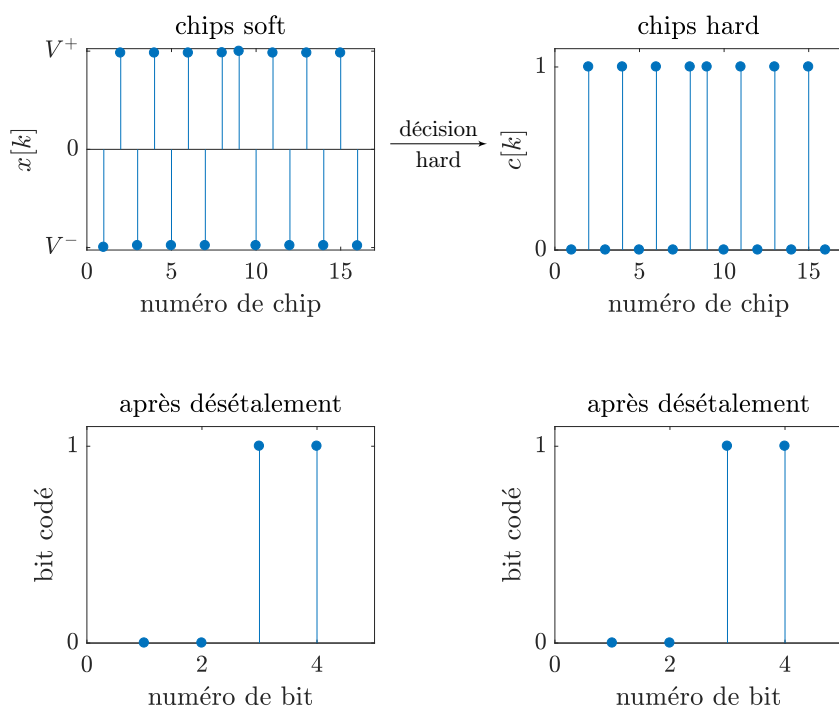 chips soft
V⁺
0
V⁻
x[k]
0 5 10 15
numéro de chip
décision
hard
chips hard
1
0
c[k]
0 5 10 15
numéro de chip
après désétalement
1
0
bit codé
0 2 4
numéro de bit
après désétalement
1
0
bit codé
0 2 4
numéro de bit